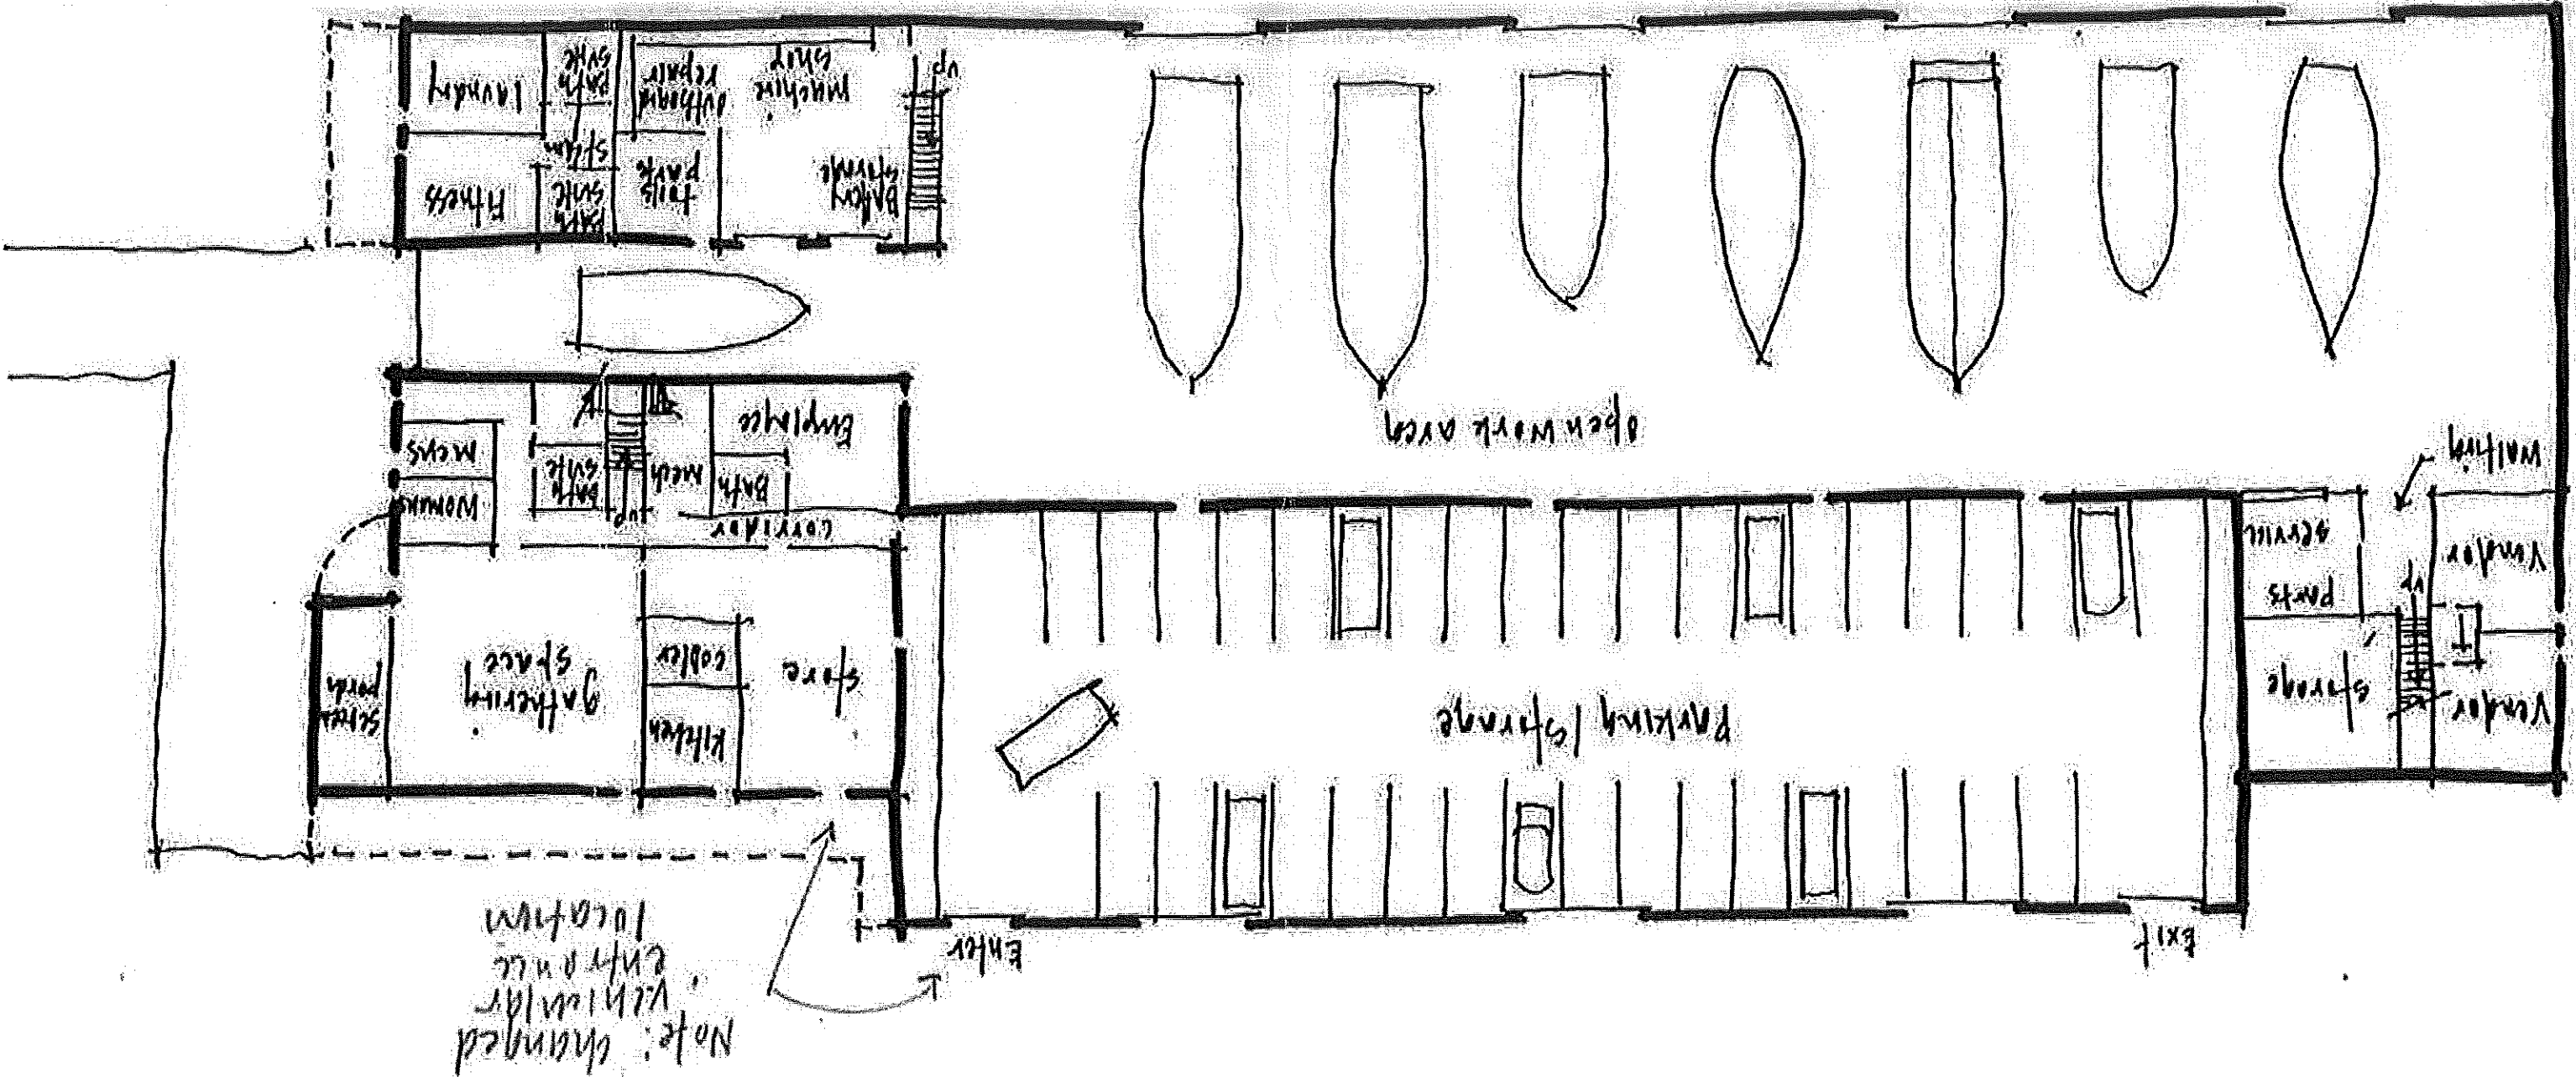 Note: changed
vehicular
entrance
location
Exit
Enter
Vendor
Storage
Parking / Storage
Kitchen
cooler
store
gathering
space
screen
porch
Vendor
up
Parts
service
Waiting
corridor
Bath
Employee
mech
up
bath
suite
Womens
mens
open work area
Battery
storage
tools
parts
bath
suite
steam
Fitness
up
machine
shop
outboard
repair
bath
suite
Laundry